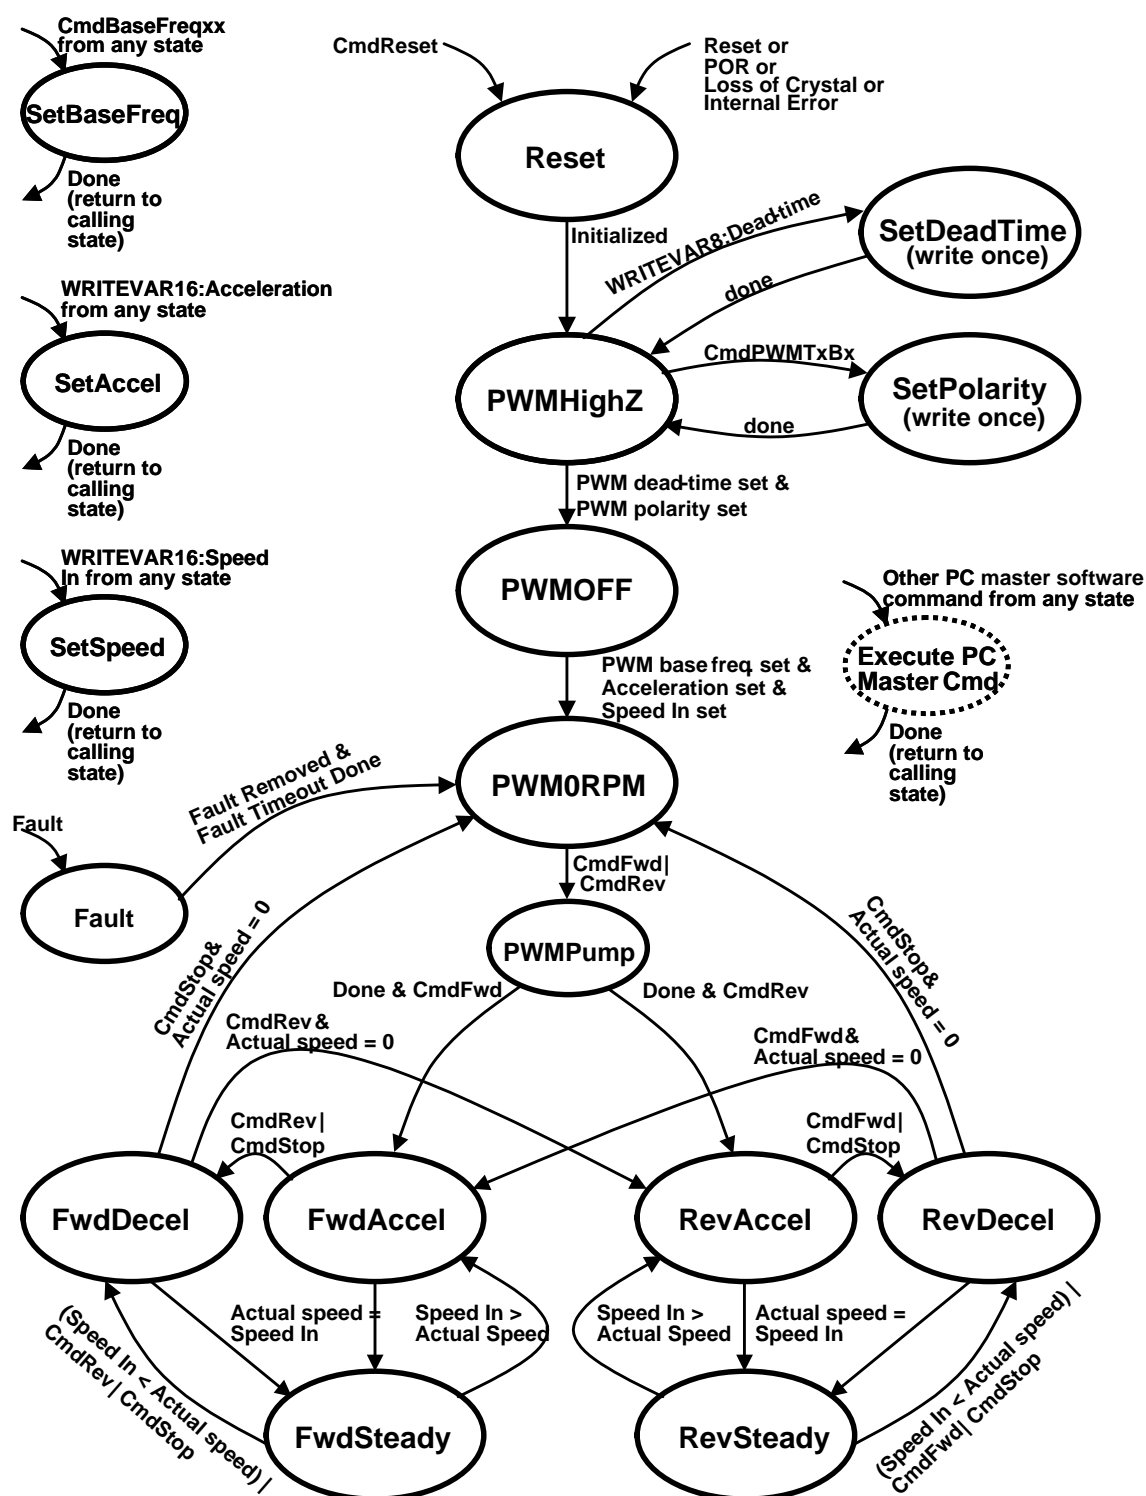 CmdBaseFreqxx
from any state
SetBaseFreq
Done
(return to
calling
state)
CmdReset
Reset or
POR or
Loss of Crystal or
Internal Error
Reset
Initialized
WRITEVAR8:Dead-time
done
SetDeadTime
(write once)
WRITEVAR16:Acceleration
from any state
SetAccel
Done
(return to
calling
state)
PWMHighZ
CmdPWMTxBx
done
SetPolarity
(write once)
PWM dead-time set &
PWM polarity set
PWMOFF
WRITEVAR16:Speed
In from any state
SetSpeed
Done
(return to
calling
state)
Other PC master software
command from any state
Execute PC
Master Cmd
Done
(return to
calling
state)
PWM base freq. set &
Acceleration set &
Speed In set
PWM0RPM
Fault Removed &
Fault Timeout Done
Fault
Fault
CmdFwd|
CmdRev
PWMPump
CmdStop&
Actual speed = 0
Done & CmdFwd
Done & CmdRev
CmdStop&
Actual speed = 0
CmdRev&
Actual speed = 0
CmdFwd&
Actual speed = 0
CmdRev|
CmdStop
CmdFwd|
CmdStop
FwdDecel
FwdAccel
RevAccel
RevDecel
(Speed In < Actual speed) |
CmdRev| CmdStop
Actual speed =
Speed In
Speed In >
Actual Speed
Speed In >
Actual Speed
Actual speed =
Speed In
(Speed In < Actual speed) |
CmdFwd| CmdStop
FwdSteady
RevSteady